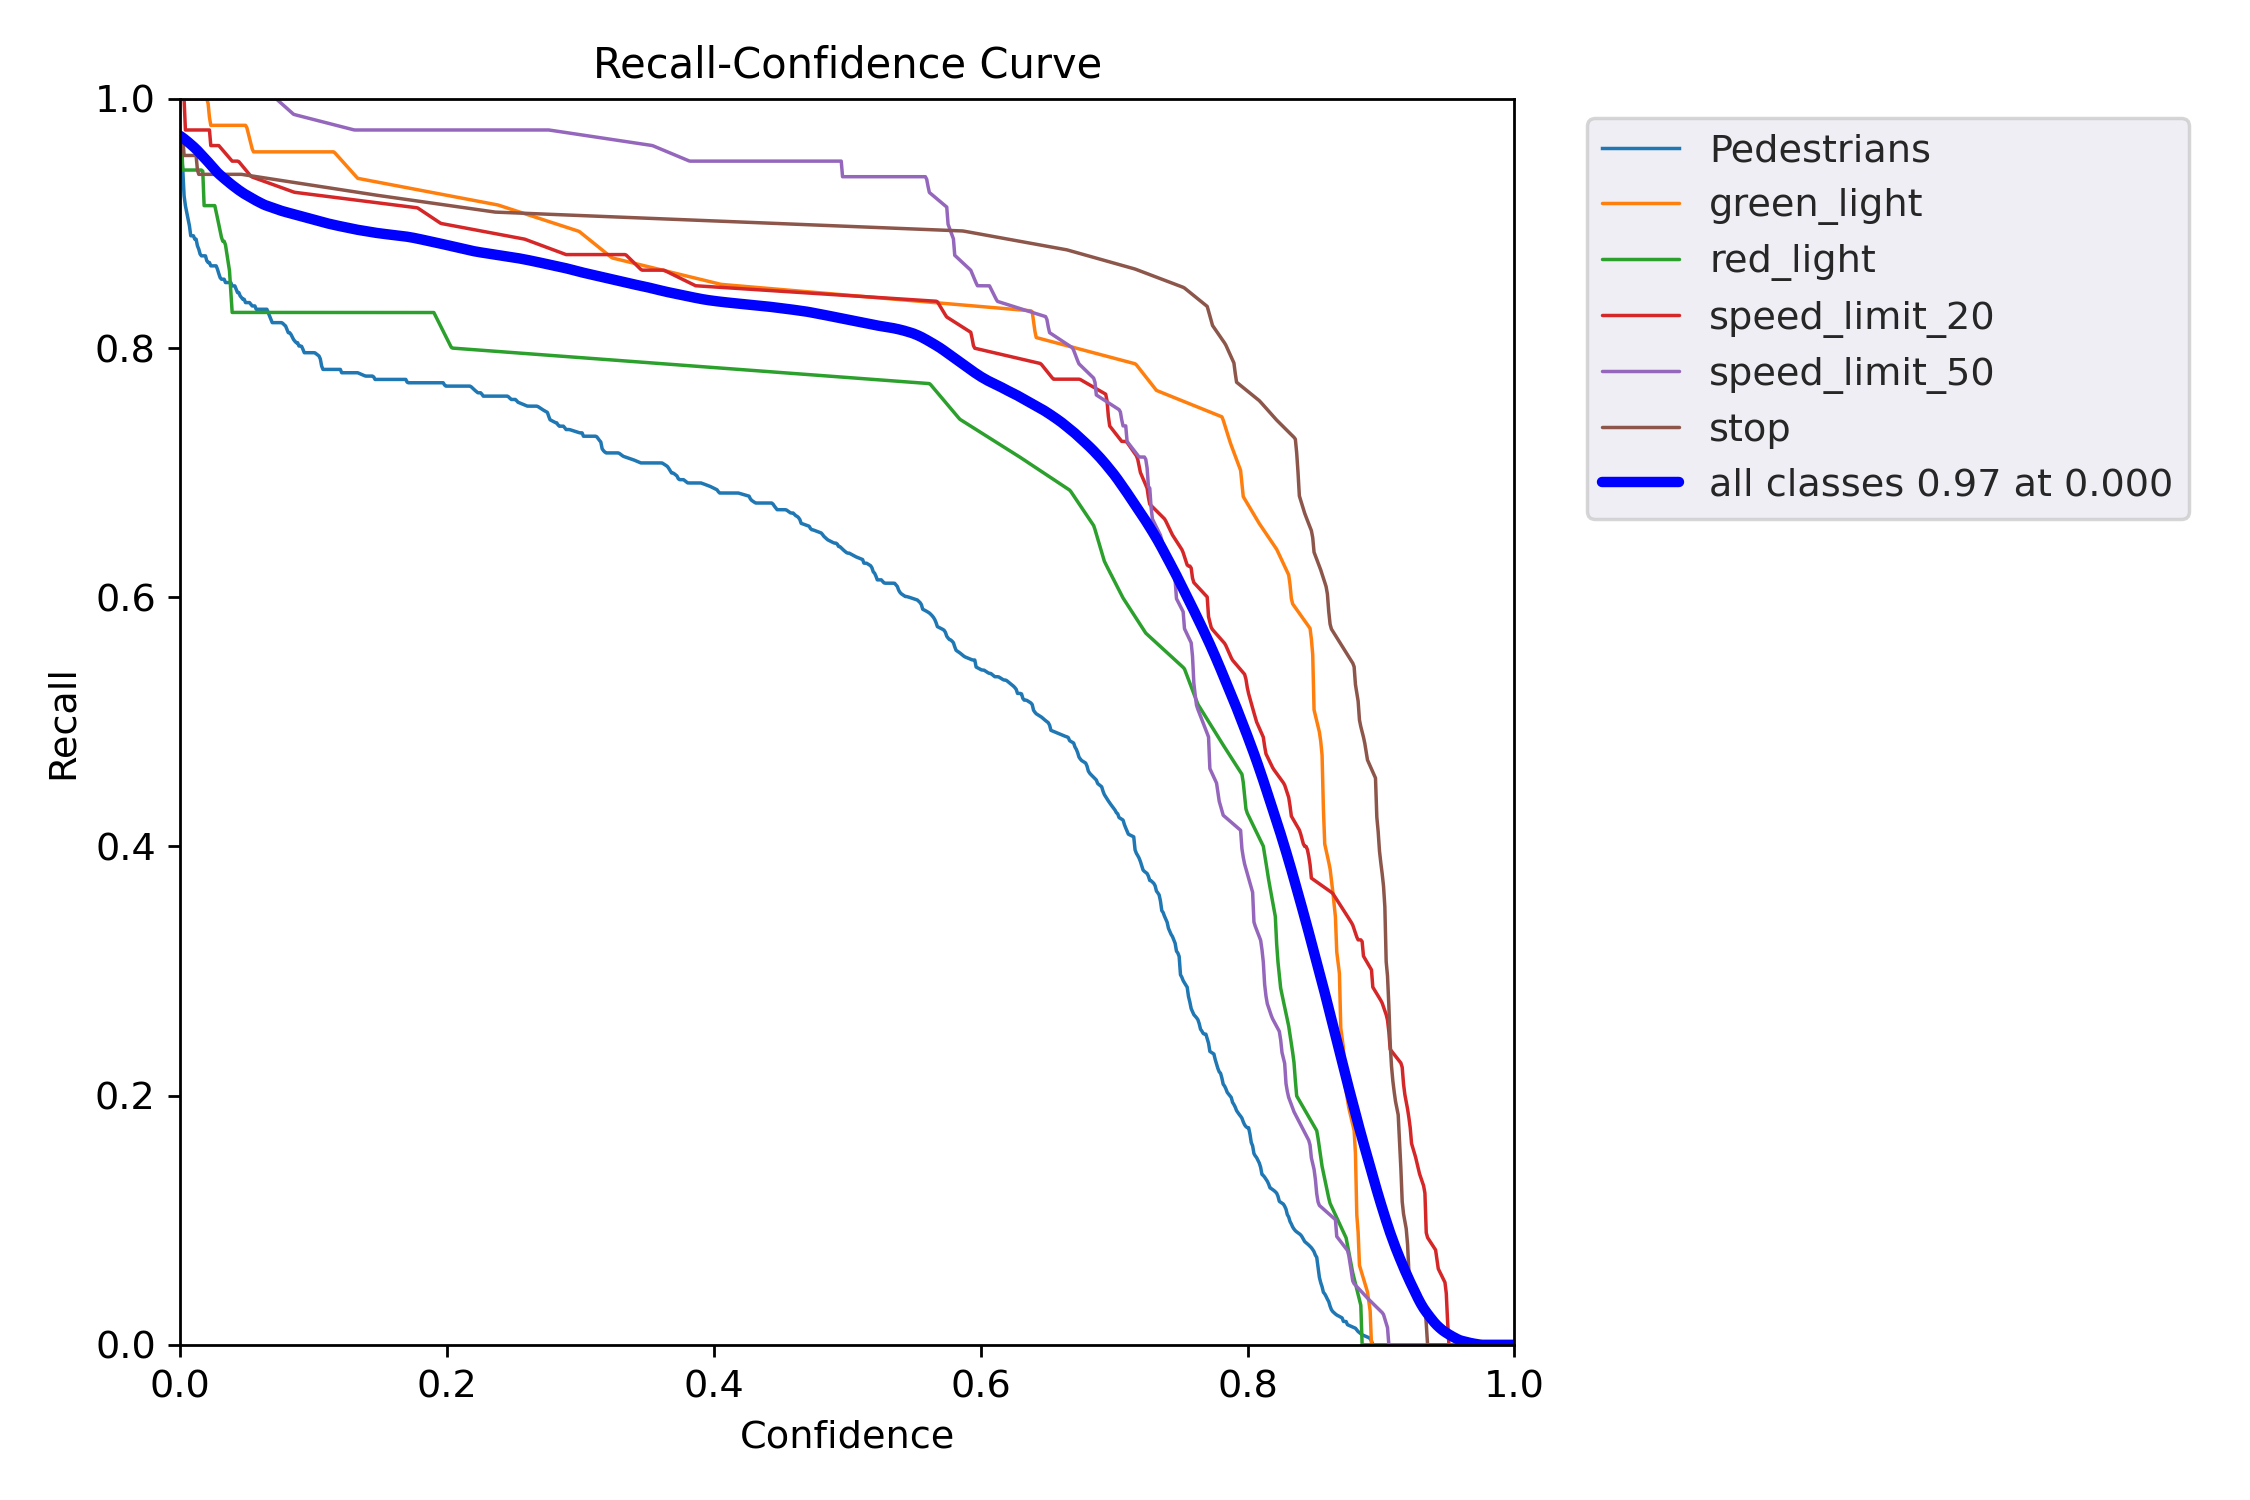 Recall-Confidence Curve
1.0
0.8
0.6
0.4
0.2
0.0
Recall
0.0 0.2 0.4 0.6 0.8 1.0
Confidence
Pedestrians
green_light
red_light
speed_limit_20
speed_limit_50
stop
all classes 0.97 at 0.000